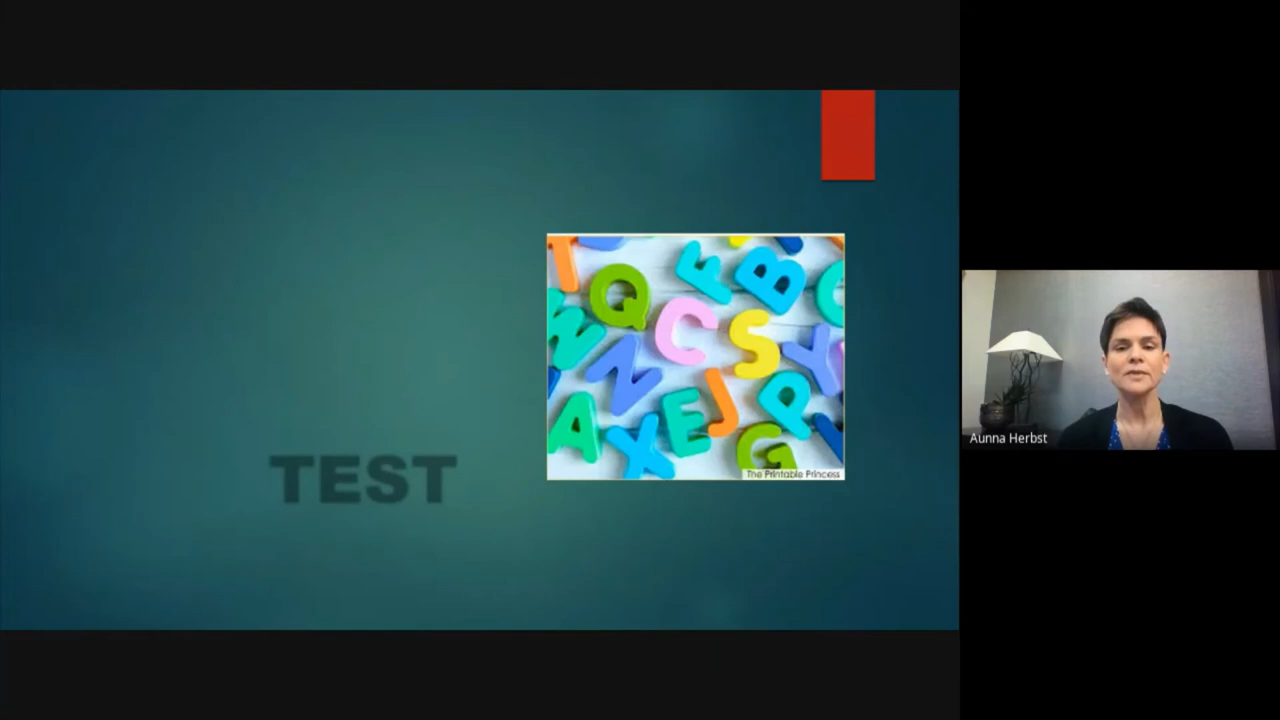 TEST
T
Q
F
B
C
S
N
Y
A
X
E
J
P
G
The Printable Princess
Aunna Herbst